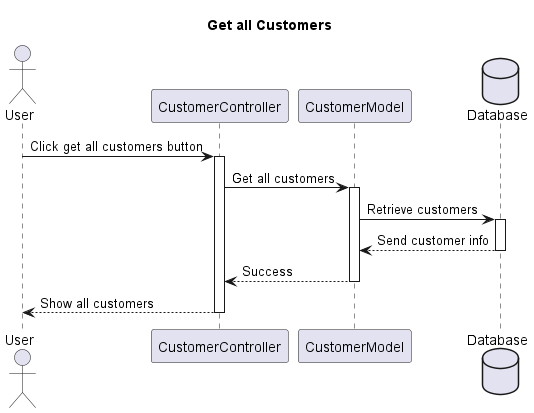 Get all Customers
User
CustomerController
CustomerModel
Database
Click get all customers button
Get all customers
Retrieve customers
Send customer info
Success
Show all customers
User
CustomerController
CustomerModel
Database